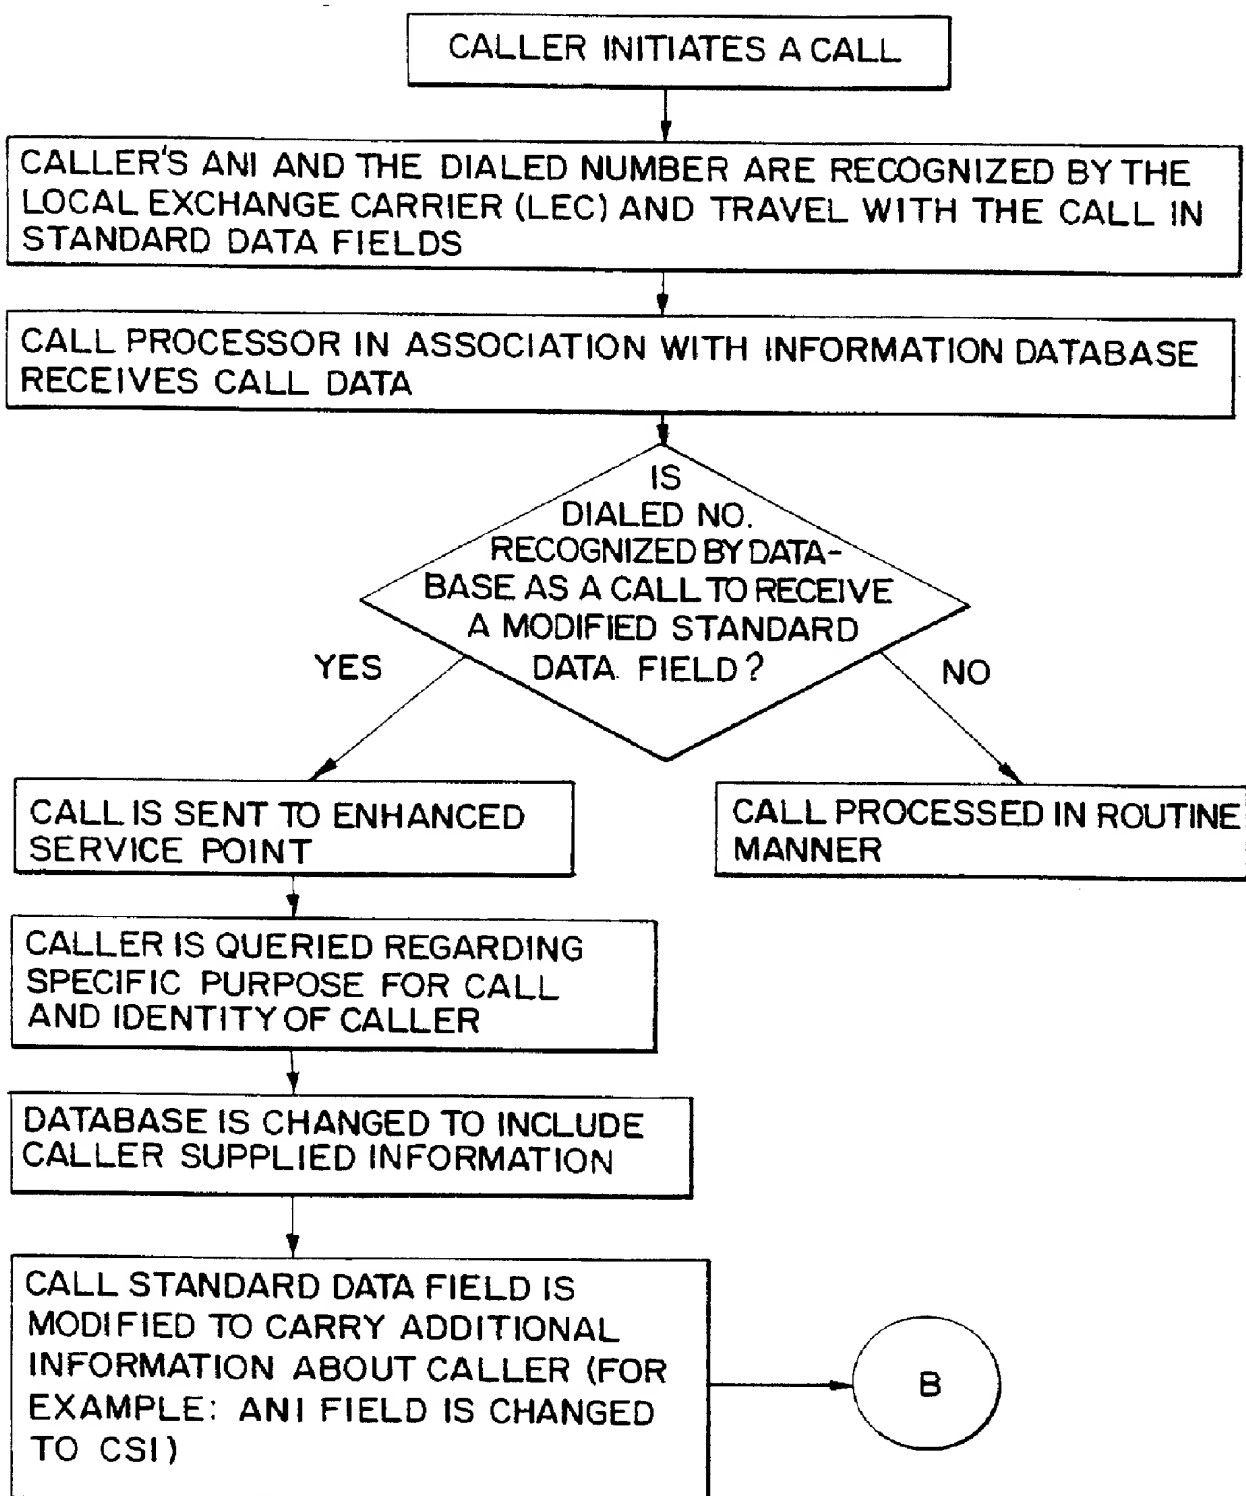 CALLER INITIATES A CALL
CALLER'S ANI AND THE DIALED NUMBER ARE RECOGNIZED BY THE
LOCAL EXCHANGE CARRIER (LEC) AND TRAVEL WITH THE CALL IN
STANDARD DATA FIELDS
CALL PROCESSOR IN ASSOCIATION WITH INFORMATION DATABASE
RECEIVES CALL DATA
IS
DIALED NO.
RECOGNIZED BY DATA-
BASE AS A CALL TO RECEIVE
A MODIFIED STANDARD
DATA FIELD?
YES
NO
CALL IS SENT TO ENHANCED
SERVICE POINT
CALL PROCESSED IN ROUTINE
MANNER
CALLER IS QUERIED REGARDING
SPECIFIC PURPOSE FOR CALL
AND IDENTITY OF CALLER
DATABASE IS CHANGED TO INCLUDE
CALLER SUPPLIED INFORMATION
CALL STANDARD DATA FIELD IS
MODIFIED TO CARRY ADDITIONAL
INFORMATION ABOUT CALLER (FOR
EXAMPLE: ANI FIELD IS CHANGED
TO CSI)
B